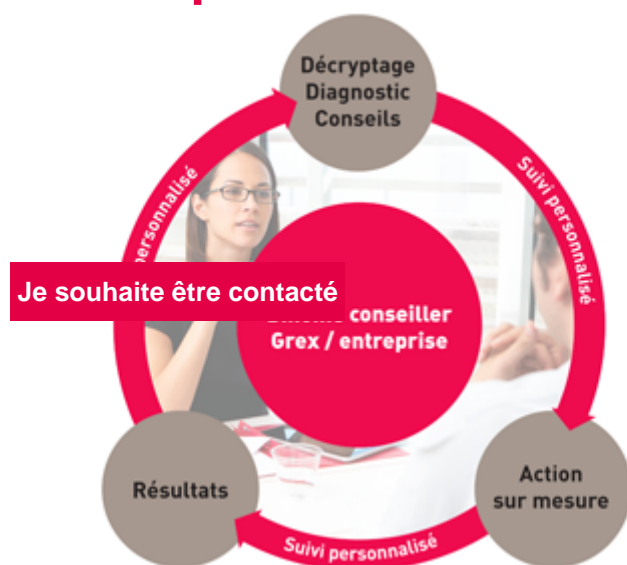 Décryptage
Diagnostic
Conseils
Suivi personnalisé
personnalisé
Je souhaite être contacté
conseiller
Grex / entreprise
Résultats
Action
sur mesure
Suivi personnalisé